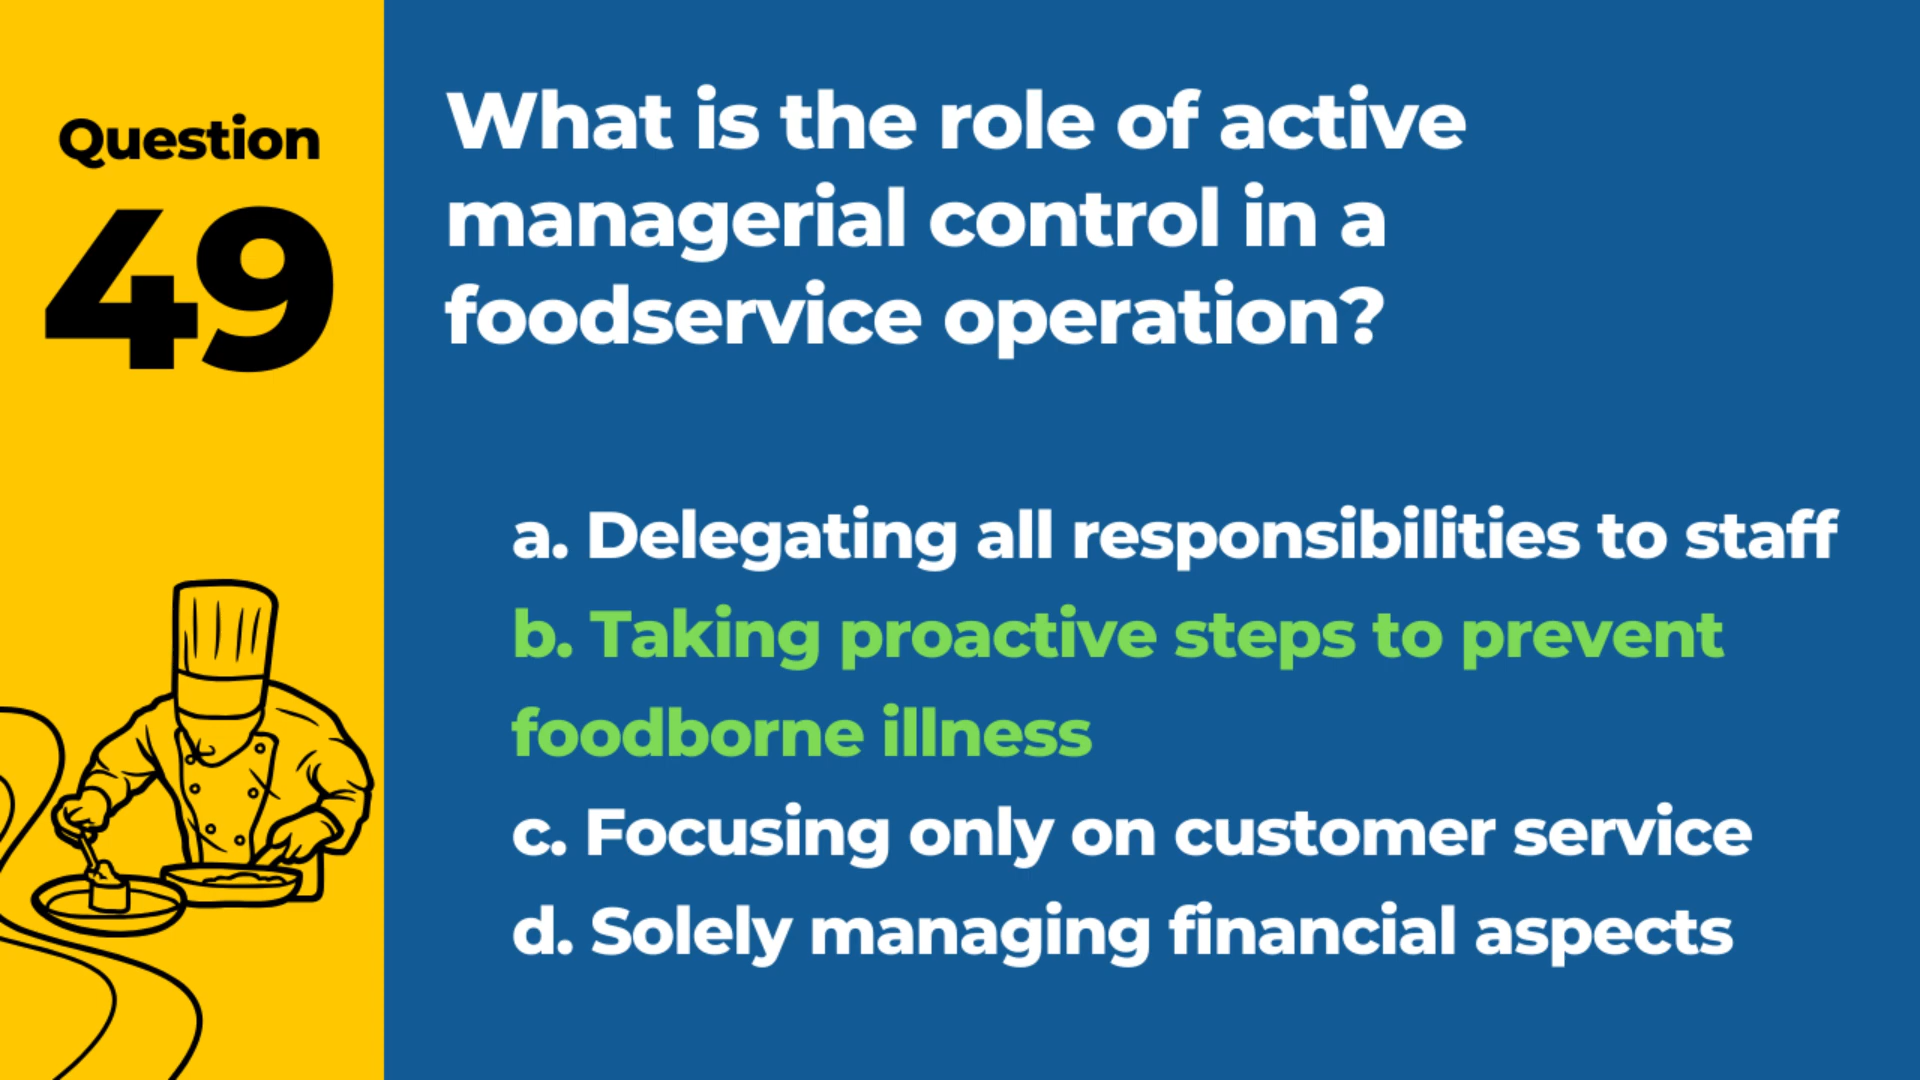 Question
49
What is the role of active
managerial control in a
foodservice operation?
a. Delegating all responsibilities to staff
b. Taking proactive steps to prevent
foodborne illness
c. Focusing only on customer service
d. Solely managing financial aspects